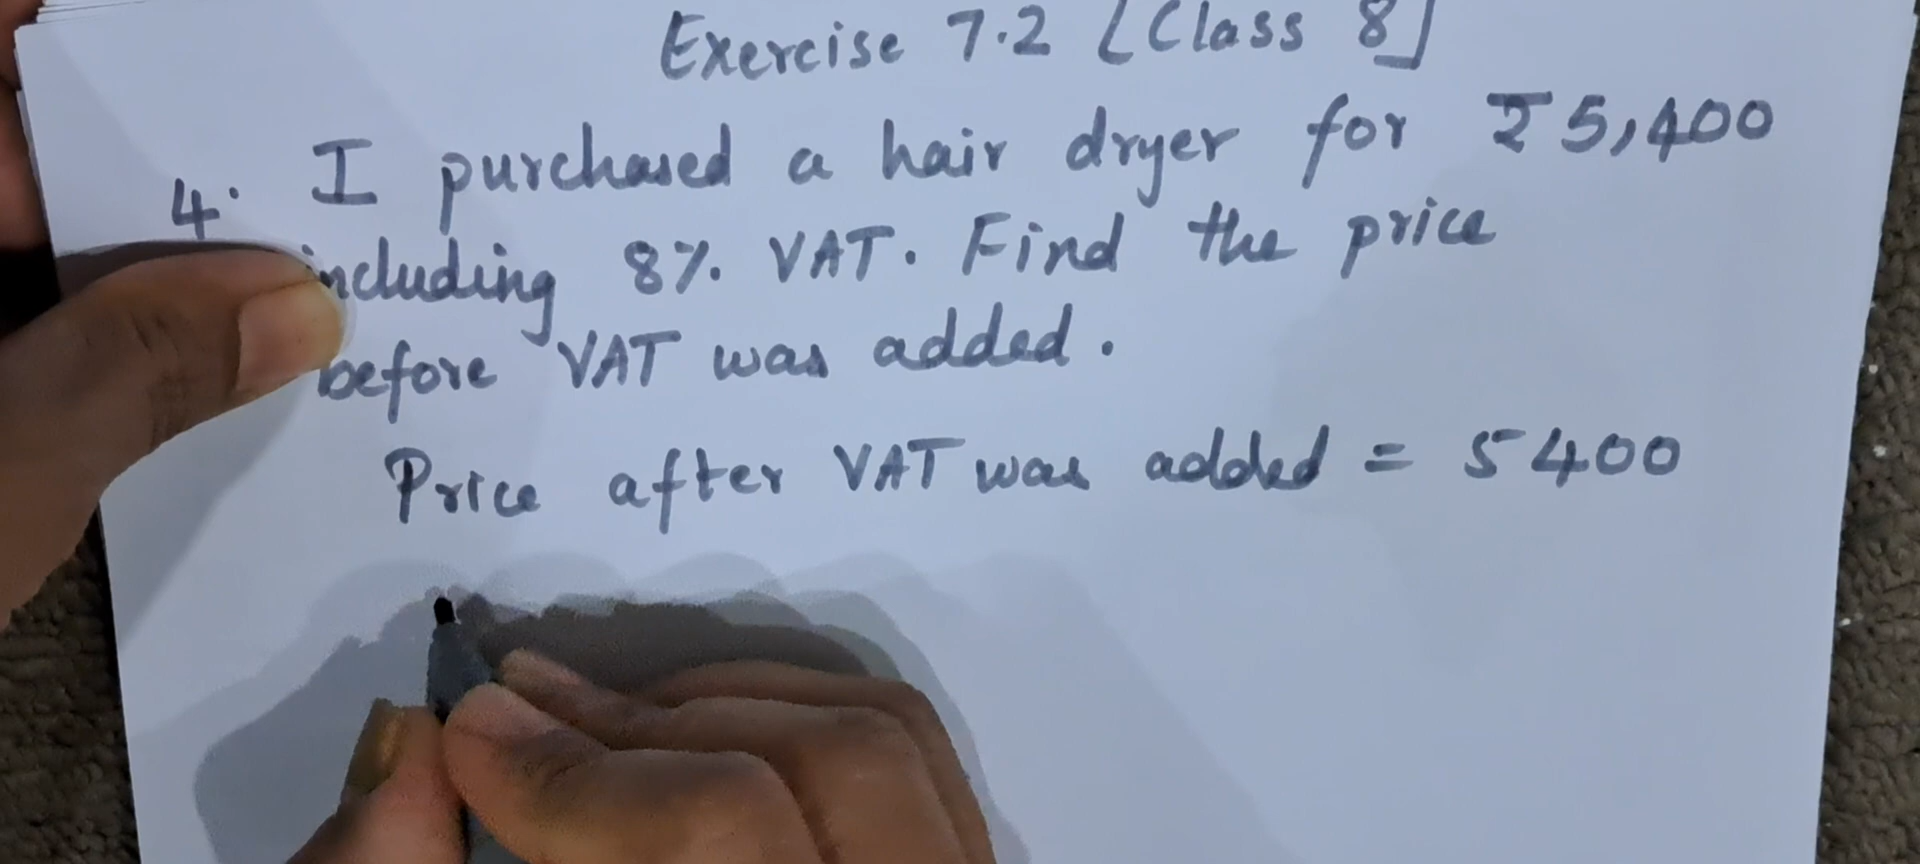 Exercise 7.2 [Class 8]
4. I purchased a hair dryer for ₹5,400
including 8% VAT. Find the price
before VAT was added.
Price after VAT was added = 5400